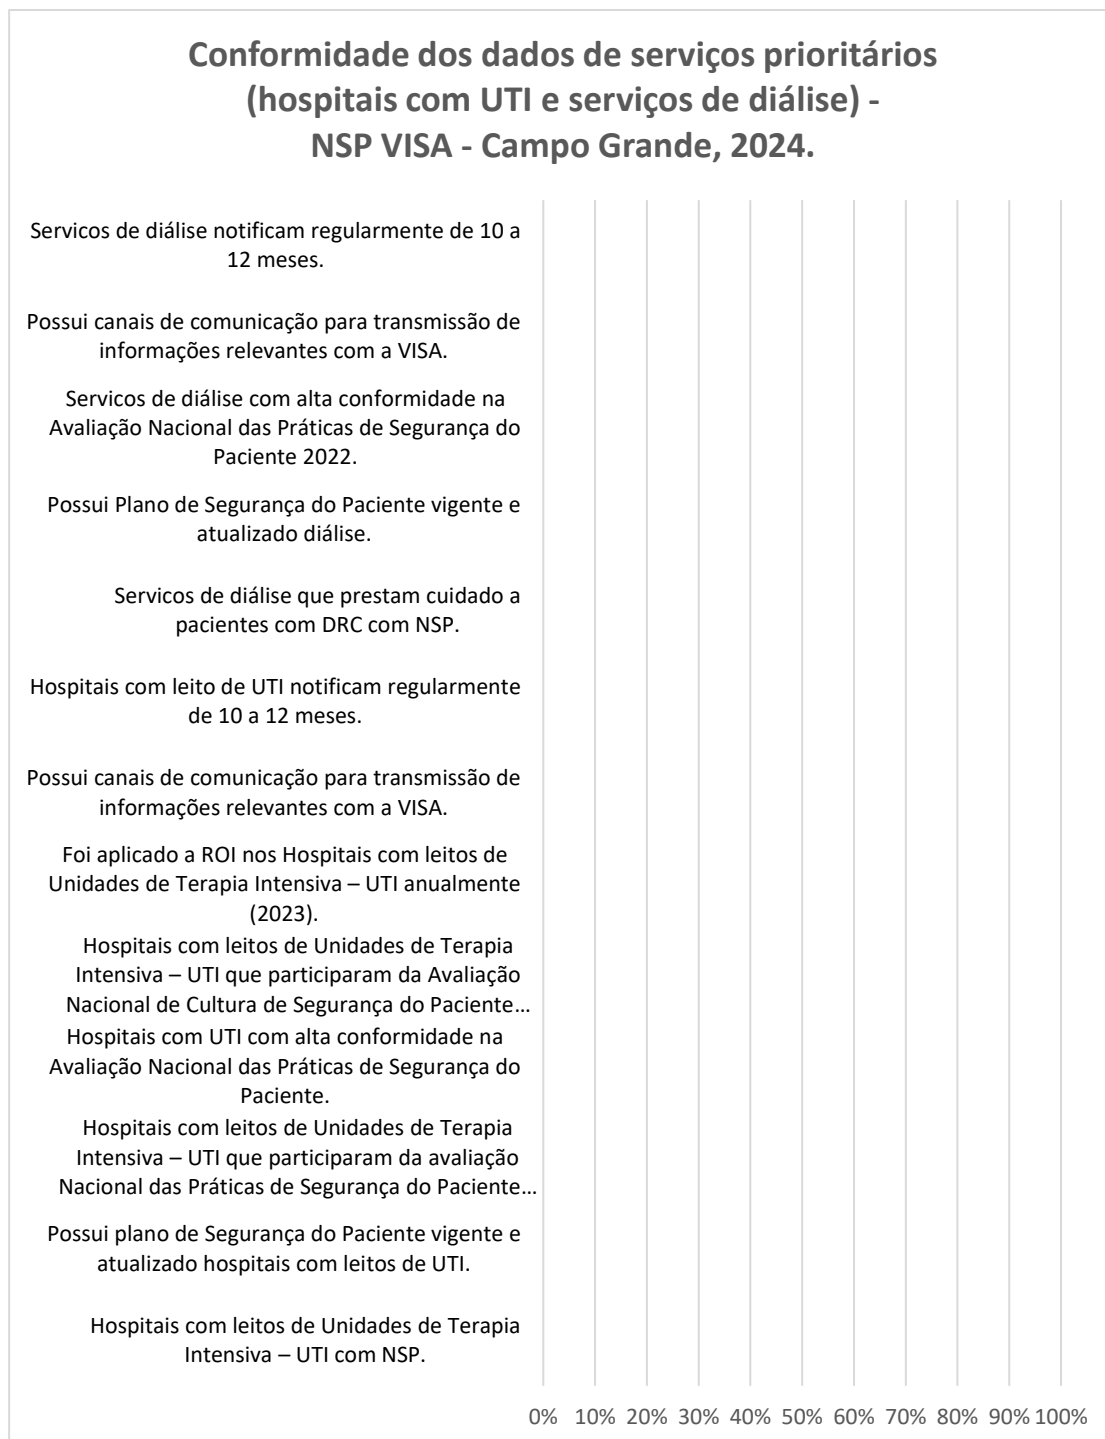 Conformidade dos dados de serviços prioritários
(hospitais com UTI e serviços de diálise) -
NSP VISA - Campo Grande, 2024.
Servicos de diálise notificam regularmente de 10 a
12 meses.
Possui canais de comunicação para transmissão de
informações relevantes com a VISA.
Servicos de diálise com alta conformidade na
Avaliação Nacional das Práticas de Segurança do
Paciente 2022.
Possui Plano de Segurança do Paciente vigente e
atualizado diálise.
Servicos de diálise que prestam cuidado a
pacientes com DRC com NSP.
Hospitais com leito de UTI notificam regularmente
de 10 a 12 meses.
Possui canais de comunicação para transmissão de
informações relevantes com a VISA.
Foi aplicado a ROI nos Hospitais com leitos de
Unidades de Terapia Intensiva – UTI anualmente
(2023).
Hospitais com leitos de Unidades de Terapia
Intensiva – UTI que participaram da Avaliação
Nacional de Cultura de Segurança do Paciente...
Hospitais com UTI com alta conformidade na
Avaliação Nacional das Práticas de Segurança do
Paciente.
Hospitais com leitos de Unidades de Terapia
Intensiva – UTI que participaram da avaliação
Nacional das Práticas de Segurança do Paciente...
Possui plano de Segurança do Paciente vigente e
atualizado hospitais com leitos de UTI.
Hospitais com leitos de Unidades de Terapia
Intensiva – UTI com NSP.
0% 10% 20% 30% 40% 50% 60% 70% 80% 90% 100%